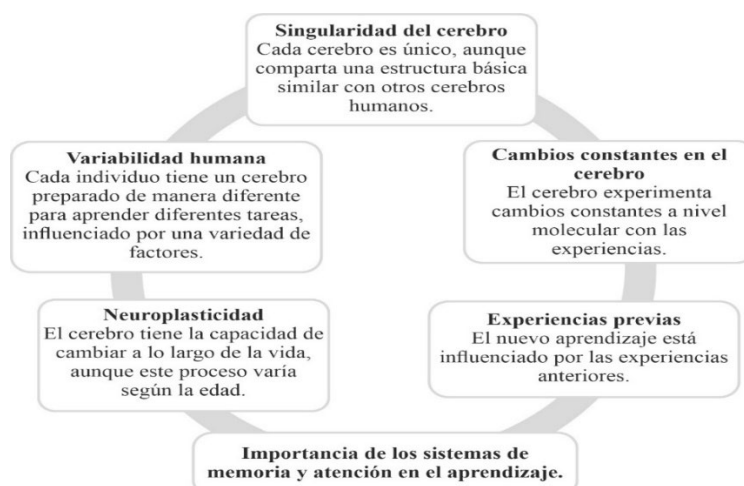 Singularidad del cerebro
Cada cerebro es único, aunque
comparta una estructura básica
similar con otros cerebros
humanos.
Variabilidad humana
Cada individuo tiene un cerebro
preparado de manera diferente
para aprender diferentes tareas,
influenciado por una variedad de
factores.
Cambios constantes en el
cerebro
El cerebro experimenta
cambios constantes a nivel
molecular con las
experiencias.
Neuroplasticidad
El cerebro tiene la capacidad de
cambiar a lo largo de la vida,
aunque este proceso varía
según la edad.
Experiencias previas
El nuevo aprendizaje está
influenciado por las experiencias
anteriores.
Importancia de los sistemas de
memoria y atención en el aprendizaje.